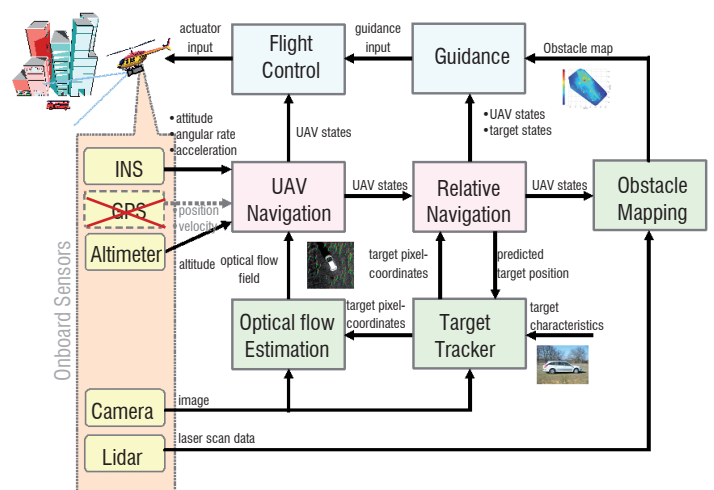 actuator
input
Flight
Control
guidance
input
Guidance
Obstacle map
•attitude
•angular rate
•acceleration
UAV states
•UAV states
•target states
INS
UAV
Navigation
UAV states
Relative
Navigation
UAV states
Obstacle
Mapping
GPS
position
velocity
Altimeter
altitude
optical flow
field
target pixel-
coordinates
predicted
target position
Onboard Sensors
Optical flow
Estimation
target pixel-
coordinates
Target
Tracker
target
characteristics
Camera
image
Lidar
laser scan data